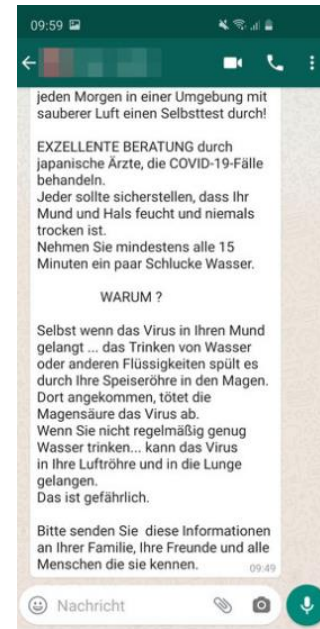 09:59
jeden Morgen in einer Umgebung mit
sauberer Luft einen Selbsttest durch!
EXZELLENTE BERATUNG durch
japanische Ärzte, die COVID-19-Fälle
behandeln.
Jeder sollte sicherstellen, dass Ihr
Mund und Hals feucht und niemals
trocken ist.
Nehmen Sie mindestens alle 15
Minuten ein paar Schlucke Wasser.
WARUM ?
Selbst wenn das Virus in Ihren Mund
gelangt ... das Trinken von Wasser
oder anderen Flüssigkeiten spült es
durch Ihre Speiseröhre in den Magen.
Dort angekommen, tötet die
Magensäure das Virus ab.
Wenn Sie nicht regelmäßig genug
Wasser trinken... kann das Virus
in Ihre Luftröhre und in die Lunge
gelangen.
Das ist gefährlich.
Bitte senden Sie diese Informationen
an Ihrer Familie, Ihre Freunde und alle
Menschen die sie kennen.
09:49
Nachricht